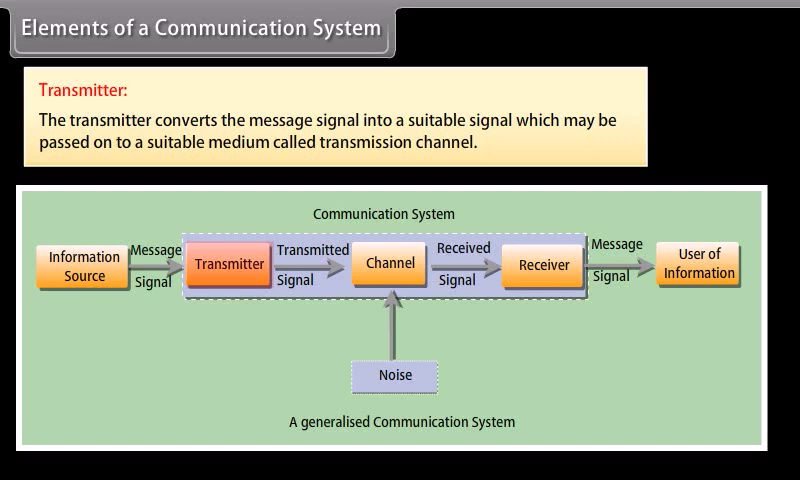 Elements of a Communication System
Transmitter:
The transmitter converts the message signal into a suitable signal which may be
passed on to a suitable medium called transmission channel.
Communication System
Information
Source
Message
Signal
Transmitter
Transmitted
Signal
Channel
Received
Signal
Receiver
Message
Signal
User of
Information
Noise
A generalised Communication System